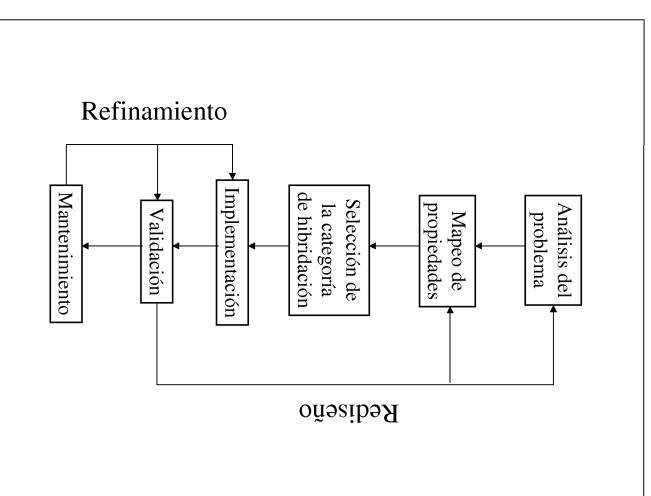 Refinamiento
Análisis del
problema
Mapeo de
propiedades
Selección de
la categoría
de hibridación
Implementación
Validación
Mantenimiento
Rediseño